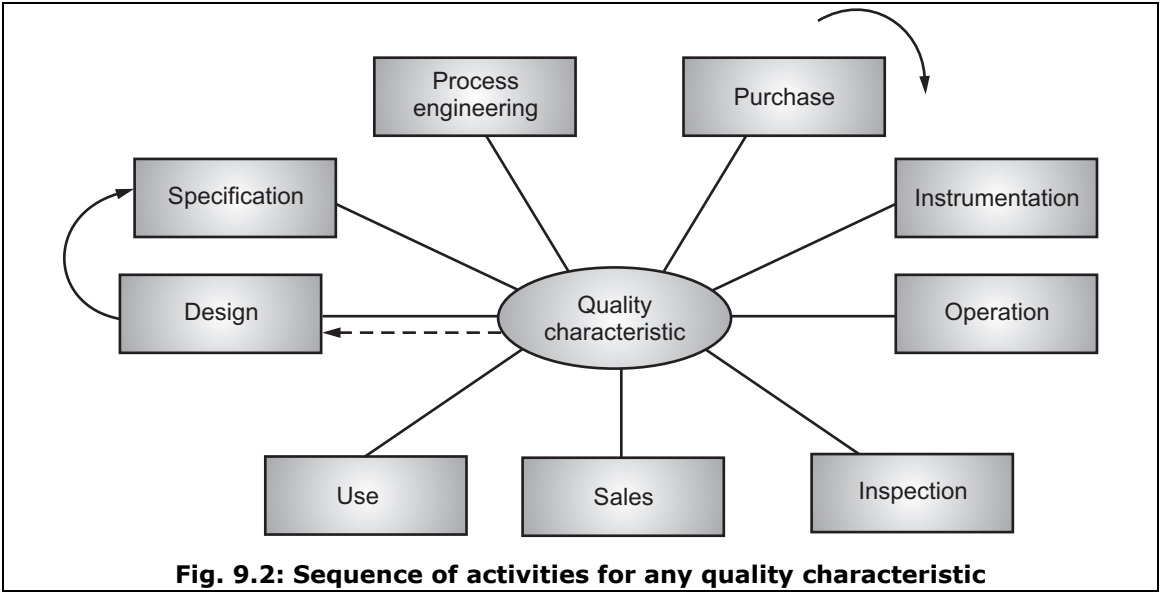 Process
engineering
Purchase
Specification
Instrumentation
Design
Quality
characteristic
Operation
Use
Sales
Inspection
Fig. 9.2: Sequence of activities for any quality characteristic